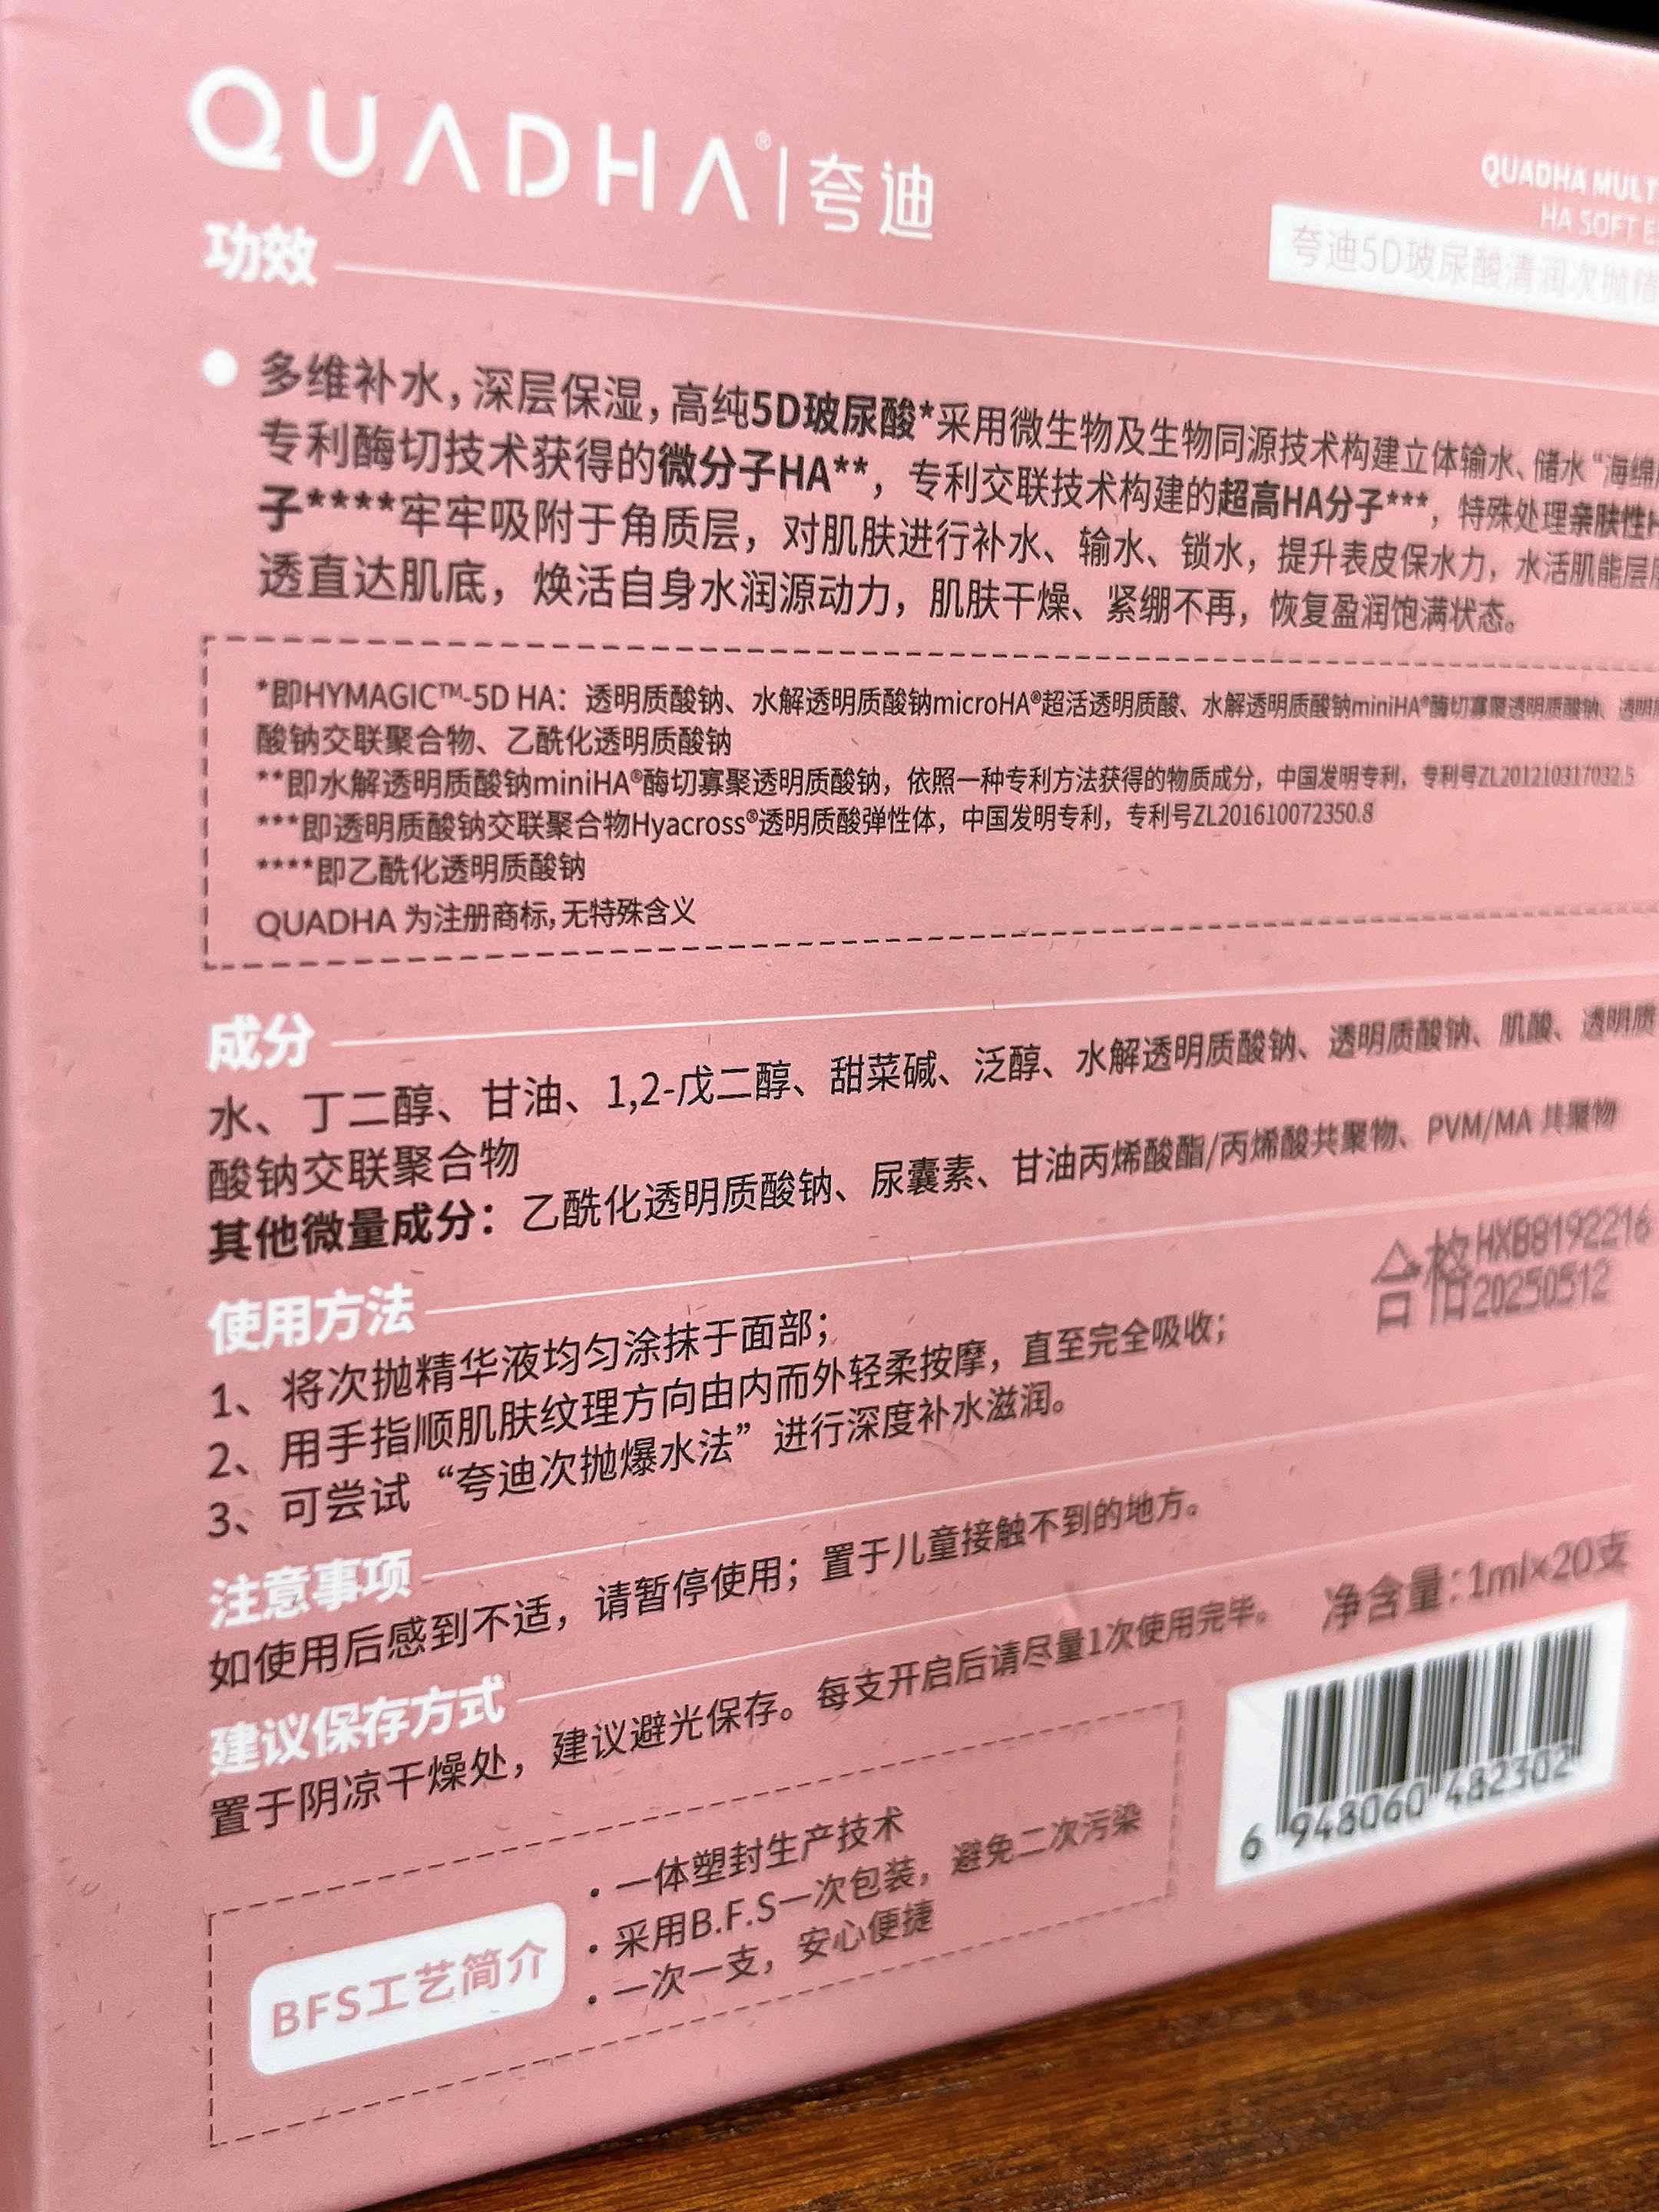 QUADHA®|夸迪
QUADHA MULT
HA SOFT E
夸迪5D玻尿酸清润次抛精
功效
多维补水,深层保湿,高纯5D玻尿酸*采用微生物及生物同源技术构建立体输水、储水“海绵
专利酶切技术获得的微分子HA**，专利交联技术构建的超高HA分子***，特殊处理亲肤性H
子****牢牢吸附于角质层，对肌肤进行补水、输水、锁水，提升表皮保水力，水活肌能层层
透直达肌底，焕活自身水润源动力，肌肤干燥、紧绷不再，恢复盈润饱满状态。
*即HYMAGIC™-5D HA：透明质酸钠、水解透明质酸钠microHA®超活透明质酸、水解透明质酸钠miniHA®酶切寡聚透明质酸钠、透明质
酸钠交联聚合物、乙酰化透明质酸钠
**即水解透明质酸钠miniHA®酶切寡聚透明质酸钠，依照一种专利方法获得的物质成分，中国发明专利，专利号ZL201210317032.5
***即透明质酸钠交联聚合物Hyacross®透明质酸弹性体，中国发明专利，专利号ZL201610072350.8
****即乙酰化透明质酸钠
QUADHA 为注册商标,无特殊含义
成分
水、丁二醇、甘油、1,2-戊二醇、甜菜碱、泛醇、水解透明质酸钠、透明质酸钠、肌酸、透明质
酸钠交联聚合物
其他微量成分：乙酰化透明质酸钠、尿囊素、甘油丙烯酸酯/丙烯酸共聚物、PVM/MA 共聚物
合格HXB8192216
20250512
使用方法
1、将次抛精华液均匀涂抹于面部；
2、用手指顺肌肤纹理方向由内而外轻柔按摩，直至完全吸收；
3、可尝试“夸迪次抛爆水法”进行深度补水滋润。
注意事项
如使用后感到不适，请暂停使用；置于儿童接触不到的地方。
建议保存方式
置于阴凉干燥处，建议避光保存。每支开启后请尽量1次使用完毕。
净含量:1ml×20支
6 948060 482302
BFS工艺简介
·一体塑封生产技术
·采用B.F.S一次包装，避免二次污染
·一次一支，安心便捷